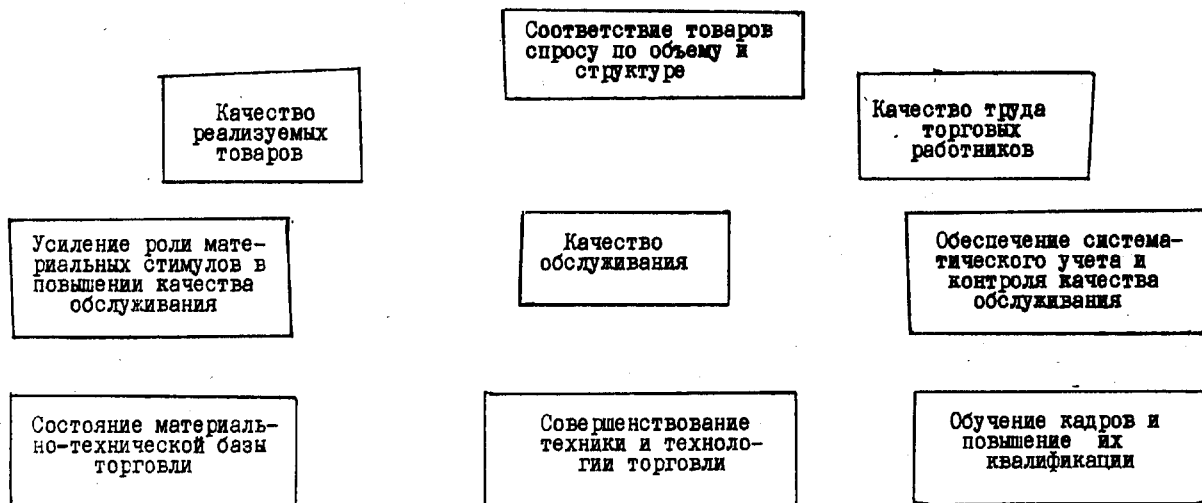 Соответствие товаров
спросу по объему и
структуре
Качество
реализуемых
товаров
Качество труда
торговых
работников
Усиление роли мате-
риальных стимулов в
повышении качества
обслуживания
Качество
обслуживания
Обеспечение система-
тического учета и
контроля качества
обслуживания
Состояние материаль-
но-технической базы
торговли
Совершенствование
техники и техноло-
гии торговли
Обучение кадров и
повышение их
квалификации